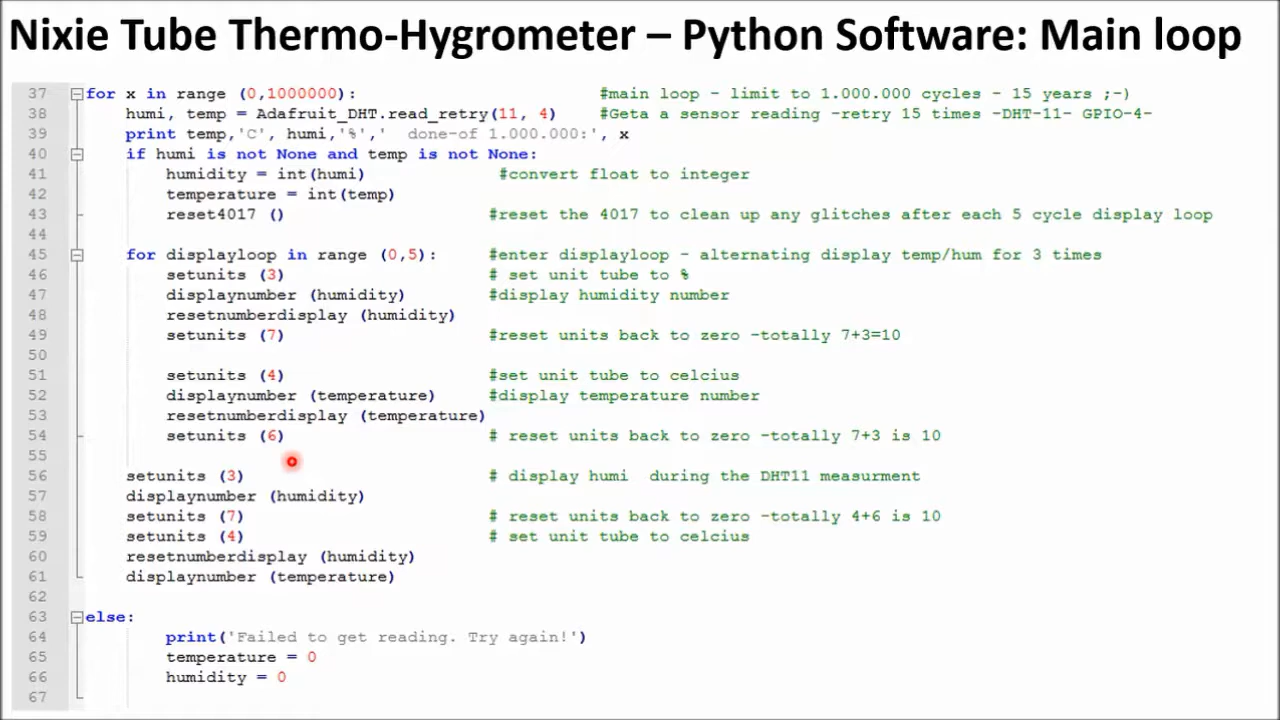 Nixie Tube Thermo-Hygrometer – Python Software: Main loop
37 for x in range (0,1000000): #main loop - limit to 1.000.000 cycles - 15 years ;-)
38 humi, temp = Adafruit_DHT.read_retry(11, 4) #Geta a sensor reading -retry 15 times -DHT-11- GPIO-4-
39 print temp,'C', humi,'%',' done-of 1.000.000:', x
40 if humi is not None and temp is not None:
41 humidity = int(humi) #convert float to integer
42 temperature = int(temp)
43 reset4017 () #reset the 4017 to clean up any glitches after each 5 cycle display loop
44
45 for displayloop in range (0,5): #enter displayloop - alternating display temp/hum for 3 times
46 setunits (3) # set unit tube to %
47 displaynumber (humidity) #display humidity number
48 resetnumberdisplay (humidity)
49 setunits (7) #reset units back to zero -totally 7+3=10
50
51 setunits (4) #set unit tube to celcius
52 displaynumber (temperature) #display temperature number
53 resetnumberdisplay (temperature)
54 setunits (6) # reset units back to zero -totally 7+3 is 10
55
56 setunits (3) # display humi  during the DHT11 measurment
57 displaynumber (humidity)
58 setunits (7) # reset units back to zero -totally 4+6 is 10
59 setunits (4) # set unit tube to celcius
60 resetnumberdisplay (humidity)
61 displaynumber (temperature)
62
63 else:
64 print('Failed to get reading. Try again!')
65 temperature = 0
66 humidity = 0
67